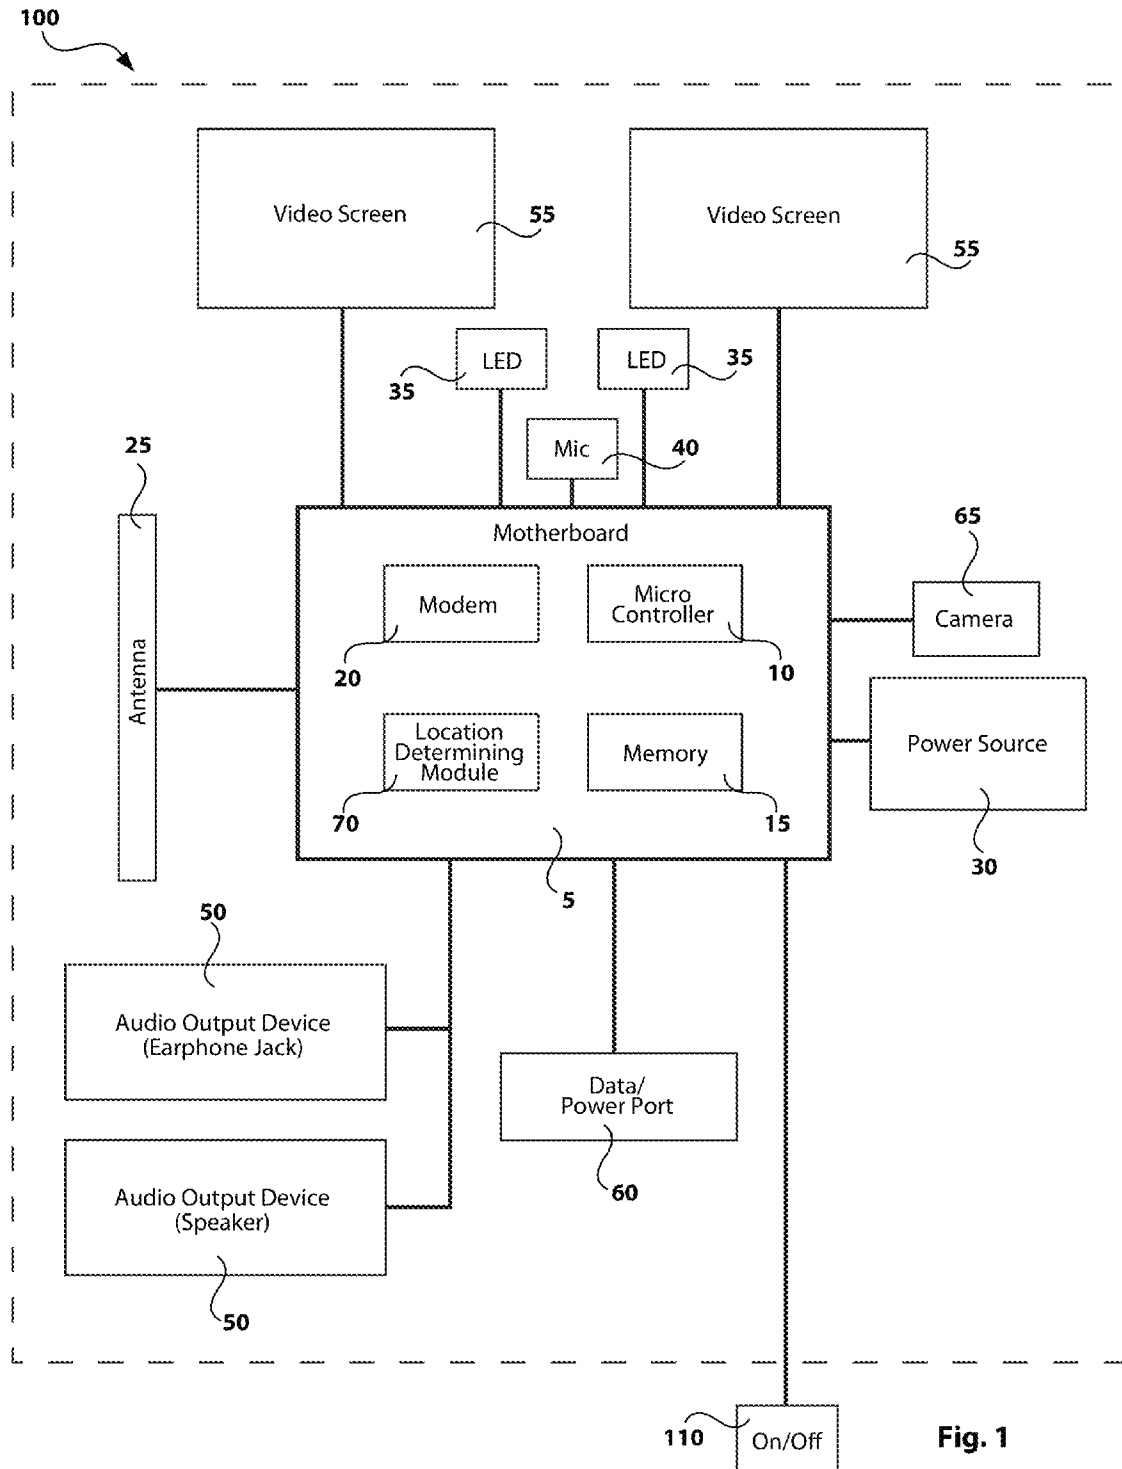 100
Video Screen
55
Video Screen
55
LED
35
LED
35
Mic
40
25
Antenna
Motherboard
Modem
20
Micro
Controller
10
Location
Determining
Module
70
Memory
15
5
65
Camera
Power Source
30
50
Audio Output Device
(Earphone Jack)
Audio Output Device
(Speaker)
50
Data/
Power Port
60
110
On/Off
Fig. 1